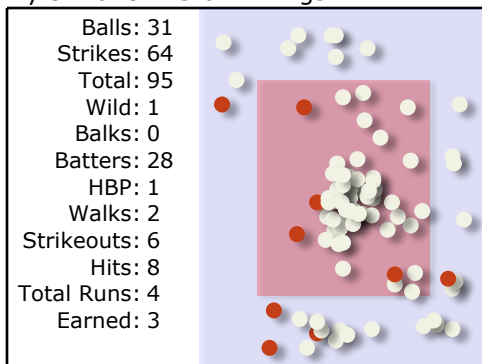 Balls: 31
Strikes: 64
Total: 95
Wild: 1
Balks: 0
Batters: 28
HBP: 1
Walks: 2
Strikeouts: 6
Hits: 8
Total Runs: 4
Earned: 3